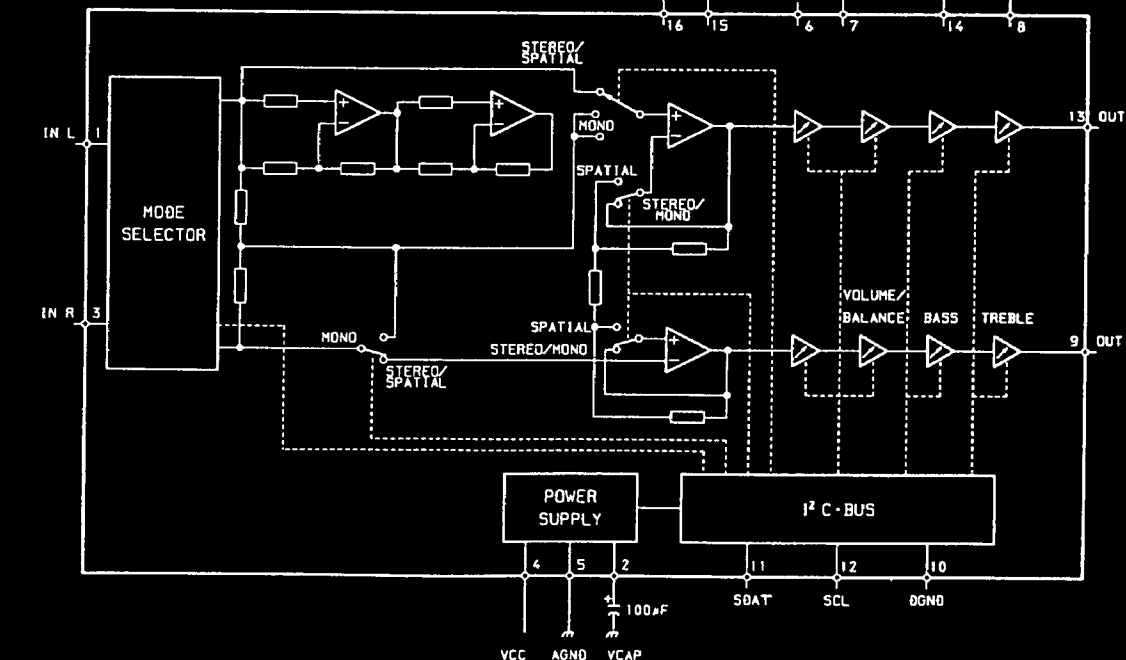 16 15 6 7 14 8
STEREO/
SPATIAL
+
+
+
-
-
-
MONO
IN L 1
13 OUT
SPATIAL
STEREO/
MONO
MODE
SELECTOR
VOLUME/
BALANCE BASS TREBLE
IN R 3
SPATIAL
MONO
STEREO/MONO
+
-
9 OUT
STEREO/
SPATIAL
POWER
SUPPLY
I² C-BUS
4 5 2 11 12 10
SDAT SCL DGND
+
100µF
VCC AGND VCAP